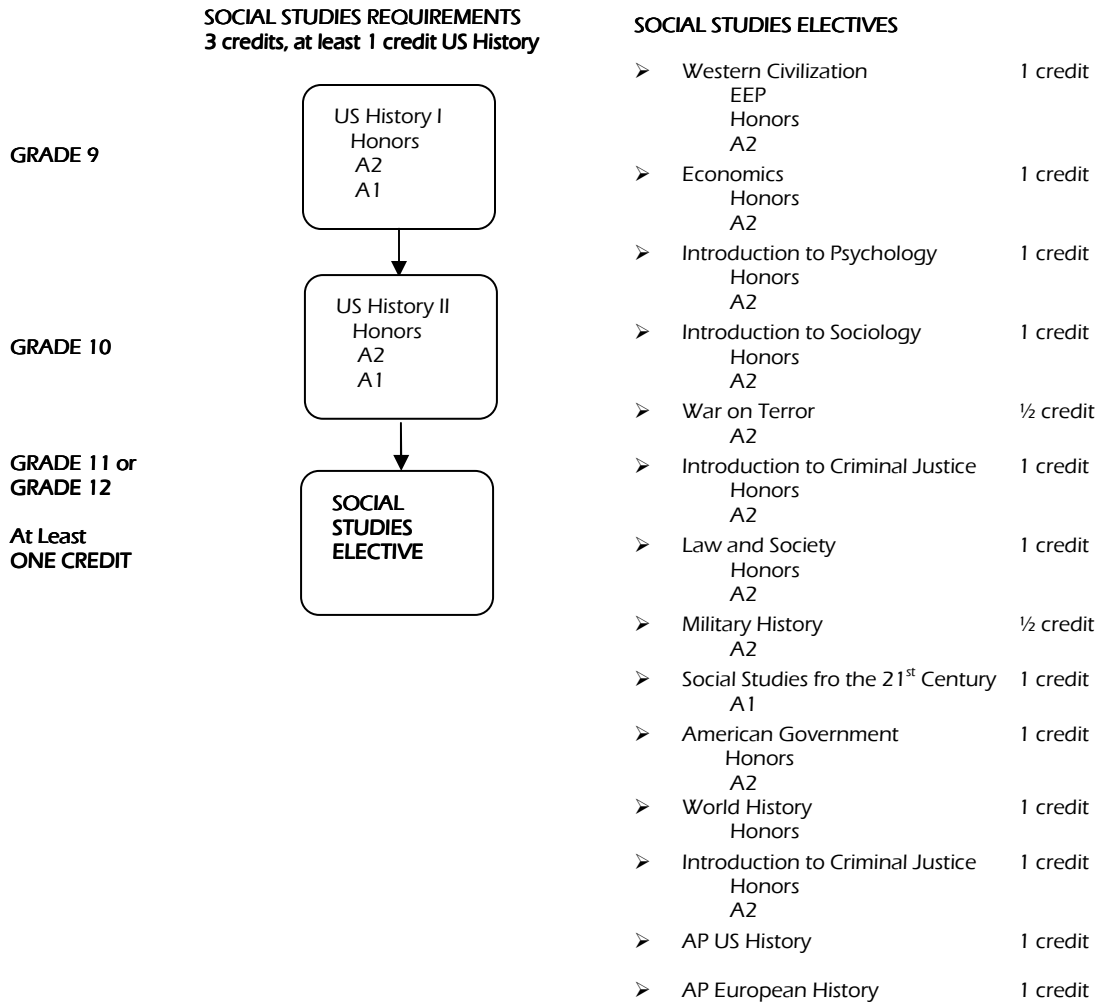 SOCIAL STUDIES REQUIREMENTS
3 credits, at least 1 credit US History
GRADE 9
US History I
Honors
A2
A1
GRADE 10
US History II
Honors
A2
A1
GRADE 11 or
GRADE 12
At Least
ONE CREDIT
SOCIAL
STUDIES
ELECTIVE
SOCIAL STUDIES ELECTIVES
➢ Western Civilization 1 credit
EEP
Honors
A2
➢ Economics 1 credit
Honors
A2
➢ Introduction to Psychology 1 credit
Honors
A2
➢ Introduction to Sociology 1 credit
Honors
A2
➢ War on Terror ½ credit
A2
➢ Introduction to Criminal Justice 1 credit
Honors
A2
➢ Law and Society 1 credit
Honors
A2
➢ Military History ½ credit
A2
➢ Social Studies fro the 21st Century 1 credit
A1
➢ American Government 1 credit
Honors
A2
➢ World History 1 credit
Honors
➢ Introduction to Criminal Justice 1 credit
Honors
A2
➢ AP US History 1 credit
➢ AP European History 1 credit